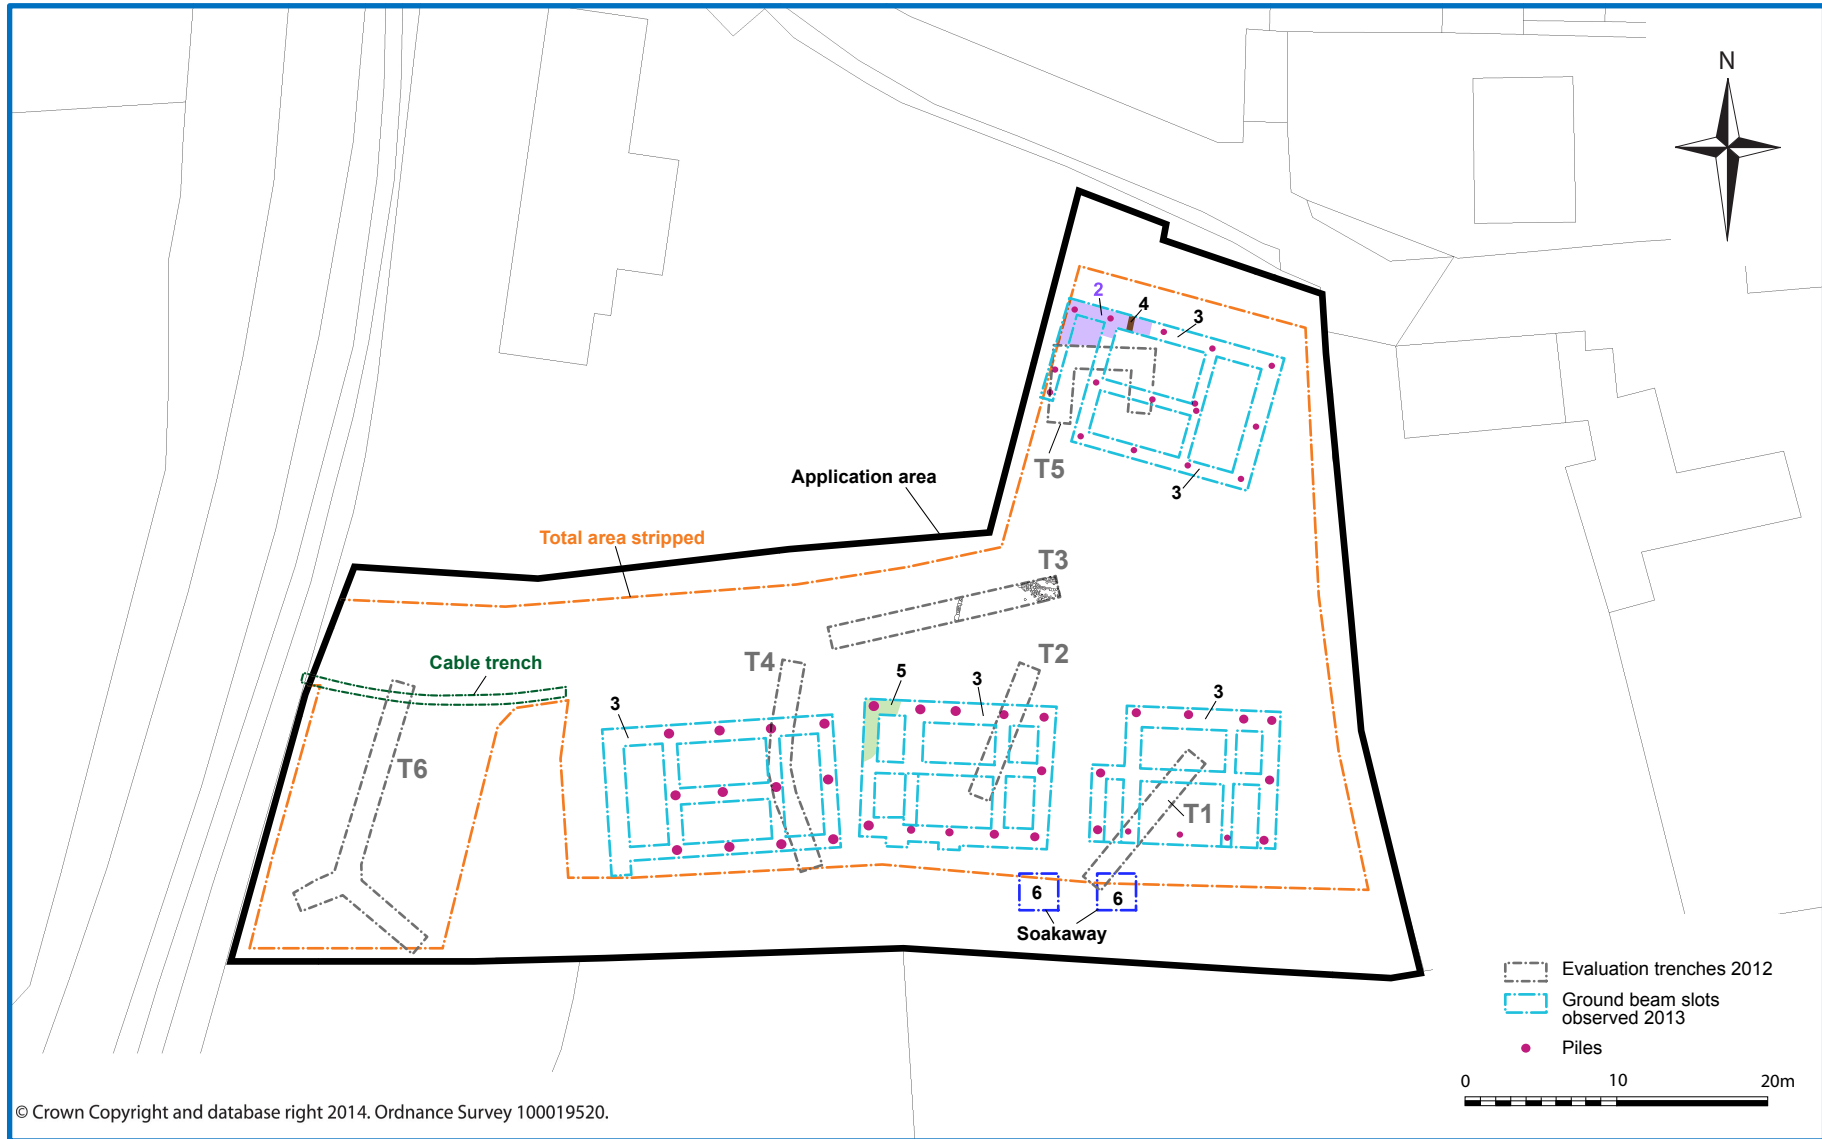 N
2
4
3
T5
3
Application area
Total area stripped
T3
T2
T4
Cable trench
5
3
3
3
T6
T1
6
6
Soakaway
Evaluation trenches 2012
Ground beam slots
observed 2013
Piles
0
10
20m
© Crown Copyright and database right 2014. Ordnance Survey 100019520.